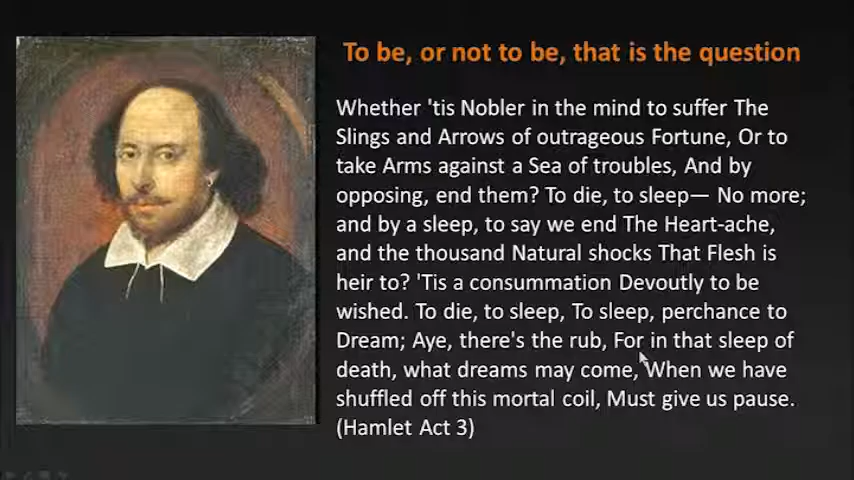 To be, or not to be, that is the question
Whether 'tis Nobler in the mind to suffer The
Slings and Arrows of outrageous Fortune, Or to
take Arms against a Sea of troubles, And by
opposing, end them? To die, to sleep— No more;
and by a sleep, to say we end The Heart-ache,
and the thousand Natural shocks That Flesh is
heir to? 'Tis a consummation Devoutly to be
wished. To die, to sleep, To sleep, perchance to
Dream; Aye, there's the rub, For in that sleep of
death, what dreams may come, When we have
shuffled off this mortal coil, Must give us pause.
(Hamlet Act 3)